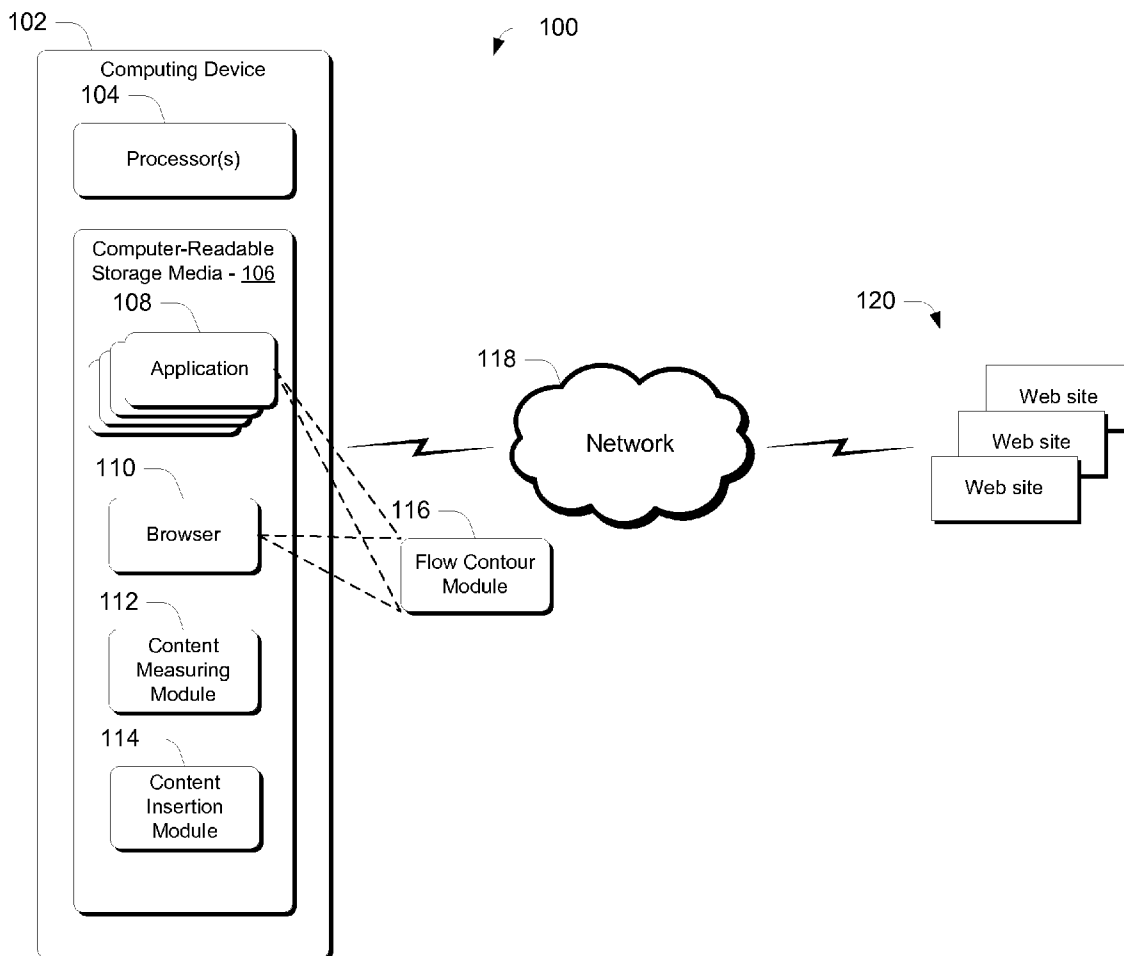 102
100
Computing Device
104
Processor(s)
Computer-Readable
Storage Media - 106
108
Application
120
118
Network
Web site
Web site
Web site
110
Browser
116
Flow Contour
Module
112
Content
Measuring
Module
114
Content
Insertion
Module